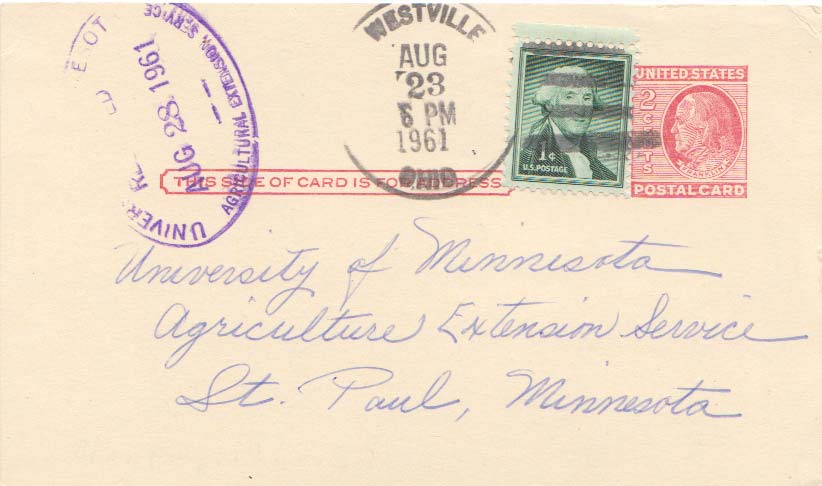 WESTVILLE
AUG
23
PM
1961
OHIO
AUG 28 1961
AGRICULTURAL EXTENSION SERVICE
1¢
U.S. POSTAGE
UNITED STATES
2 CENTS
FRANKLIN
POSTAL CARD
THIS SIDE OF CARD IS FOR ADDRESS
University of Minnesota
Agriculture Extension Service
St. Paul, Minnesota